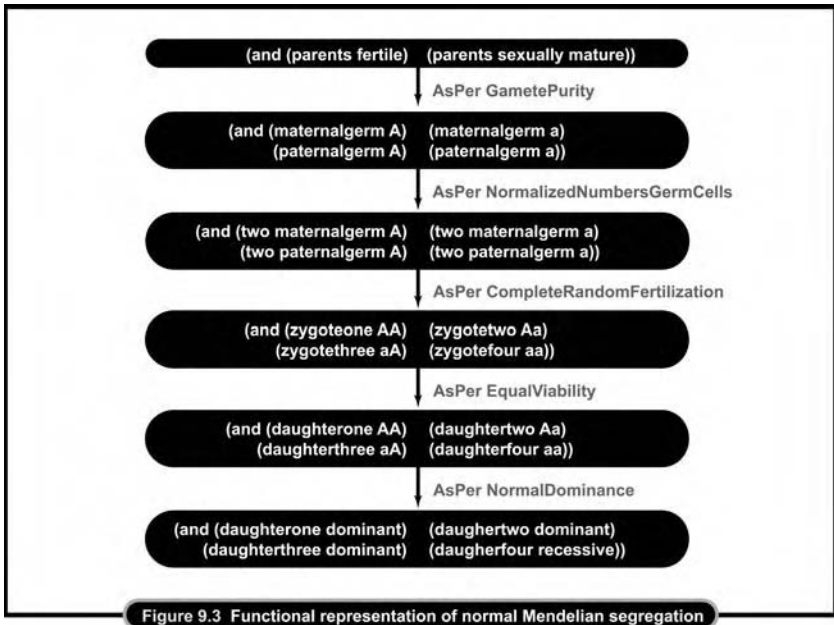 (and (parents fertile) (parents sexually mature))
AsPer GametePurity
(and (maternalgerm A) (maternalgerm a)
(paternalgerm A) (paternalgerm a))
AsPer NormalizedNumbersGermCells
(and (two maternalgerm A) (two maternalgerm a)
(two paternalgerm A) (two paternalgerm a))
AsPer CompleteRandomFertilization
(and (zygoteone AA) (zygotetwo Aa)
(zygotethree aA) (zygotefour aa))
AsPer EqualViability
(and (daughterone AA) (daughtertwo Aa)
(daughterthree aA) (daughterfour aa))
AsPer NormalDominance
(and (daughterone dominant) (daughertwo dominant)
(daughterthree dominant) (daugherfour recessive))
Figure 9.3 Functional representation of normal Mendelian segregation